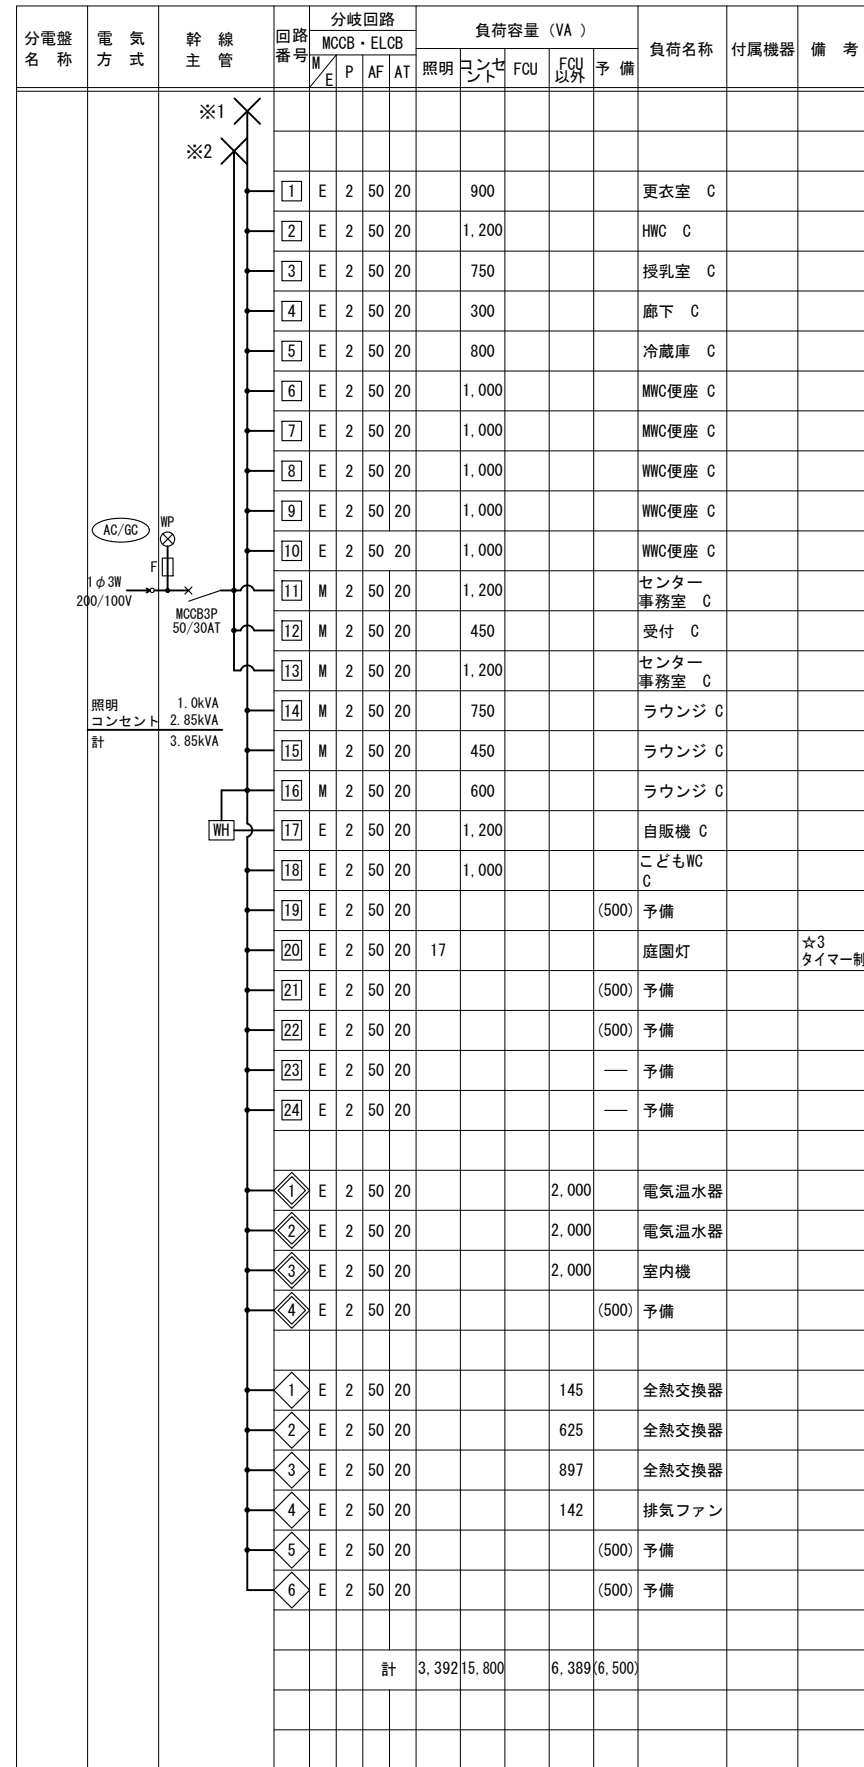 分電盤 名 称 電 気 方 式 幹 線 主 管 回路番号 分岐回路 負荷容量（VA ） 負荷名称 付属機器 備 考
MCCB・ELCB
M/E P AF AT 照明 コンセント FCU FCU以外 予 備
※1
※2
1 E 2 50 20 900 更衣室 C
2 E 2 50 20 1,200 HWC C
3 E 2 50 20 750 授乳室 C
4 E 2 50 20 300 廊下 C
5 E 2 50 20 800 冷蔵庫 C
6 E 2 50 20 1,000 MWC便座 C
7 E 2 50 20 1,000 MWC便座 C
8 E 2 50 20 1,000 WWC便座 C
9 E 2 50 20 1,000 WWC便座 C
AC/GC WP
10 E 2 50 20 1,000 WWC便座 C
F
1φ3W
200/100V
MCCB3P
50/30AT
11 M 2 50 20 1,200 センター事務室 C
12 M 2 50 20 450 受付 C
13 M 2 50 20 1,200 センター事務室 C
照明 1.0kVA
コンセント 2.85kVA
計 3.85kVA
14 M 2 50 20 750 ラウンジ C
15 M 2 50 20 450 ラウンジ C
16 M 2 50 20 600 ラウンジ C
WH 17 E 2 50 20 1,200 自販機 C
18 E 2 50 20 1,000 こどもWC C
19 E 2 50 20 (500) 予備
20 E 2 50 20 17 庭園灯 ☆3 タイマー制
21 E 2 50 20 (500) 予備
22 E 2 50 20 (500) 予備
23 E 2 50 20 — 予備
24 E 2 50 20 — 予備
1 E 2 50 20 2,000 電気温水器
2 E 2 50 20 2,000 電気温水器
3 E 2 50 20 2,000 室内機
4 E 2 50 20 (500) 予備
1 E 2 50 20 145 全熱交換器
2 E 2 50 20 625 全熱交換器
3 E 2 50 20 897 全熱交換器
4 E 2 50 20 142 排気ファン
5 E 2 50 20 (500) 予備
6 E 2 50 20 (500) 予備
計 3,392 15,800 6,389 (6,500)